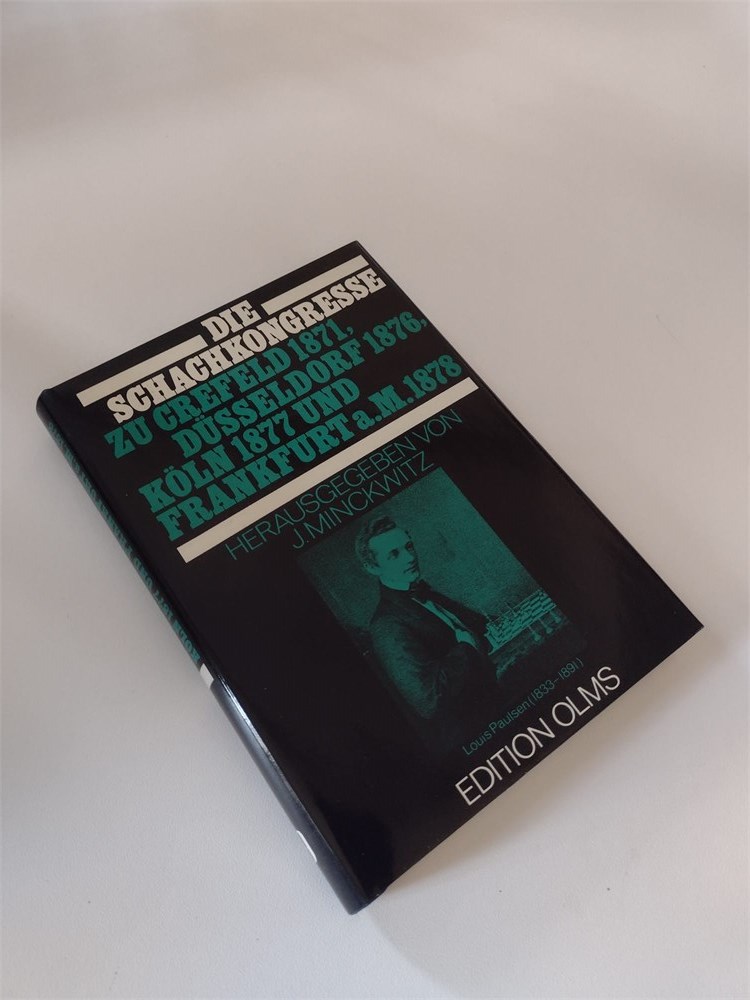 DIE
SCHACHKONGRESSE
ZU CREFELD 1871,
DÜSSELDORF 1876,
KÖLN 1877 UND
FRANKFURT a.M. 1878
HERAUSGEGEBEN VON
J. MINCKWITZ
Louis Paulsen (1833-1891)
EDITION OLMS